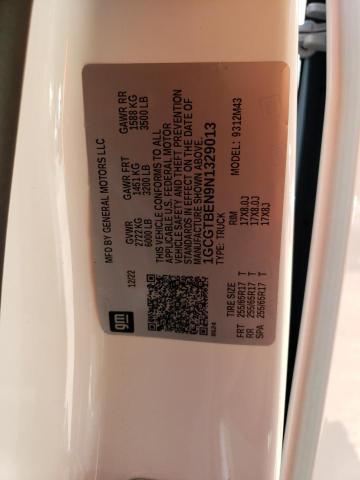 MFD BY GENERAL MOTORS LLC
12/22
GVWR
2722 KG
6000 LB
GAWR FRT
1451 KG
3200 LB
GAWR RR
1588 KG
3500 LB
THIS VEHICLE CONFORMS TO ALL
APPLICABLE U.S. FEDERAL MOTOR
VEHICLE SAFETY AND THEFT PREVENTION
STANDARDS IN EFFECT ON THE DATE OF
MANUFACTURE SHOWN ABOVE.
1GCGTBEN9N1329013
TYPE: TRUCK
MODEL: 9312M43
gm
TIRE SIZE
RIM
FRT 255/65R17 T 17X8.0J
RR 255/65R17 T 17X8.0J
SPA 255/65R17 T 17X8J